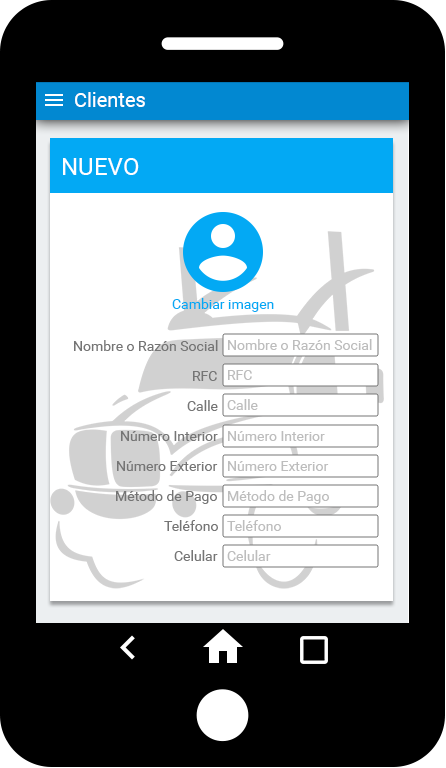 Clientes
NUEVO
Cambiar imagen
Nombre o Razón Social Nombre o Razón Social
RFC RFC
Calle Calle
Número Interior Número Interior
Número Exterior Número Exterior
Método de Pago Método de Pago
Teléfono Teléfono
Celular Celular